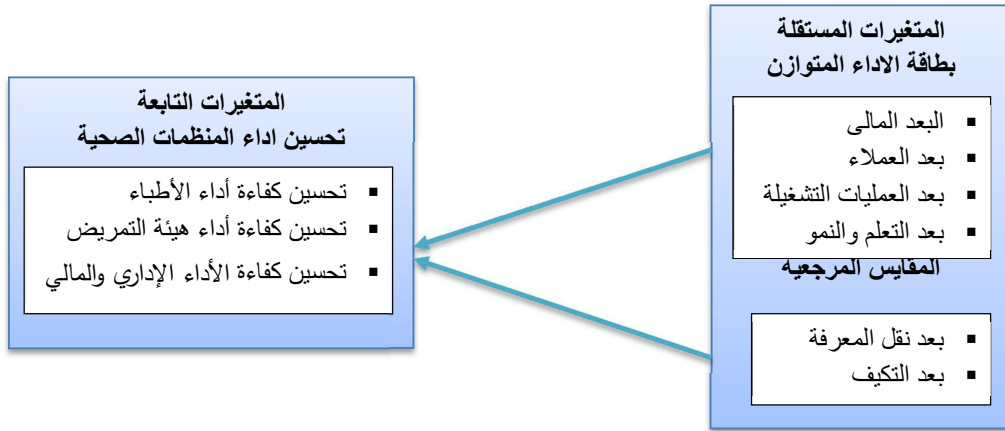 المتغيرات المستقلة
بطاقة الاداء المتوازن
▪ البعد المالى
▪ بعد العملاء
▪ بعد العمليات التشغيلة
▪ بعد التعلم والنمو
المقايس المرجعيه
▪ بعد نقل المعرفة
▪ بعد التكيف
المتغيرات التابعة
تحسين اداء المنظمات الصحية
▪ تحسين كفاءة أداء الأطباء
▪ تحسين كفاءة أداء هيئة التمريض
▪ تحسين كفاءة الأداء الإداري والمالي